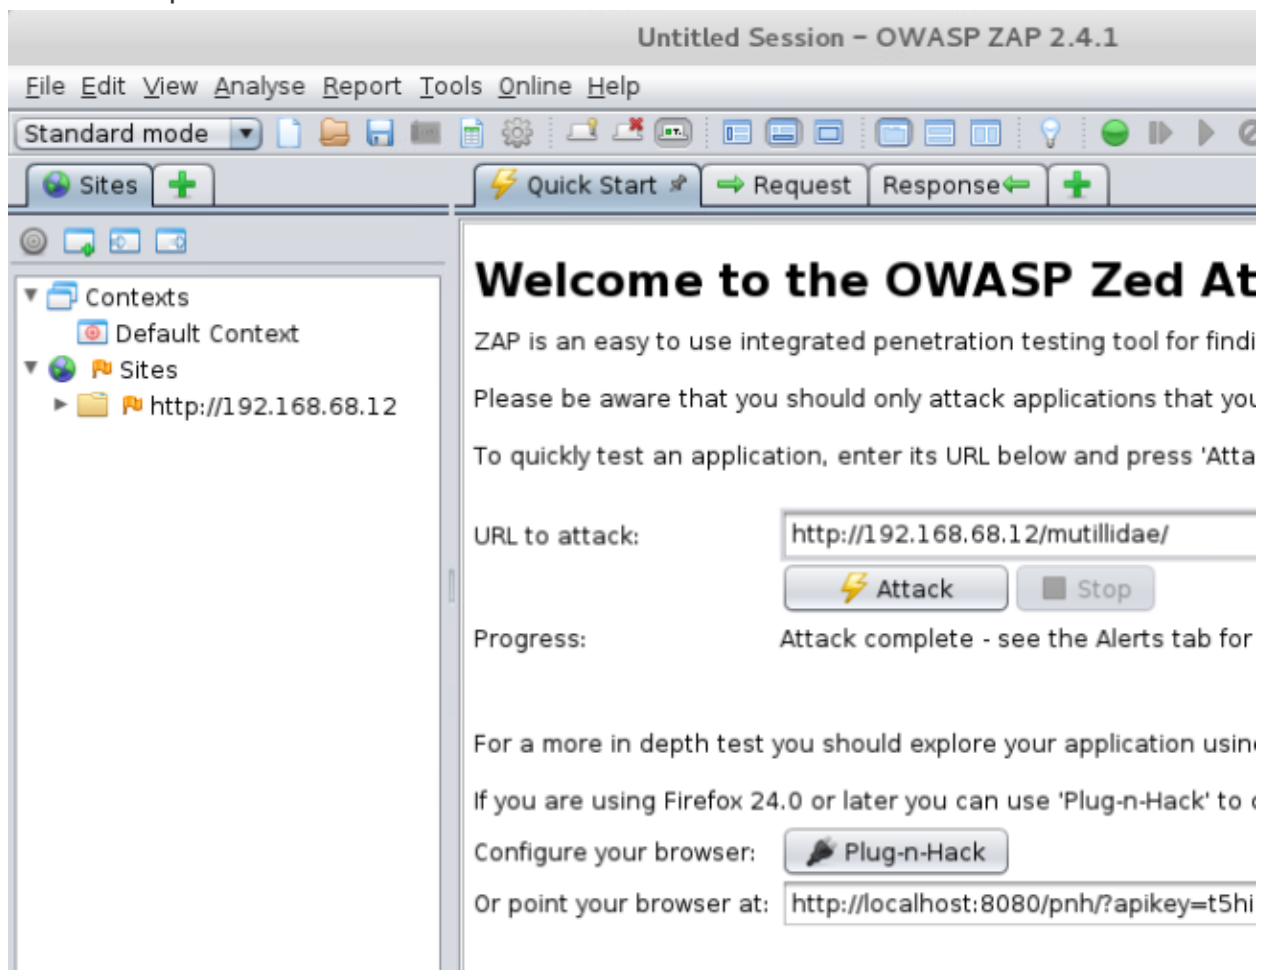 Untitled Session – OWASP ZAP 2.4.1
File Edit View Analyse Report Tools Online Help
Standard mode
Sites
Quick Start
Request
Response
Contexts
Default Context
Sites
http://192.168.68.12
Welcome to the OWASP Zed At
ZAP is an easy to use integrated penetration testing tool for findi
Please be aware that you should only attack applications that you
To quickly test an application, enter its URL below and press 'Atta
URL to attack: http://192.168.68.12/mutillidae/
Attack Stop
Progress: Attack complete - see the Alerts tab for
For a more in depth test you should explore your application using
If you are using Firefox 24.0 or later you can use 'Plug-n-Hack' to
Configure your browser: Plug-n-Hack
Or point your browser at: http://localhost:8080/pnh/?apikey=t5hi